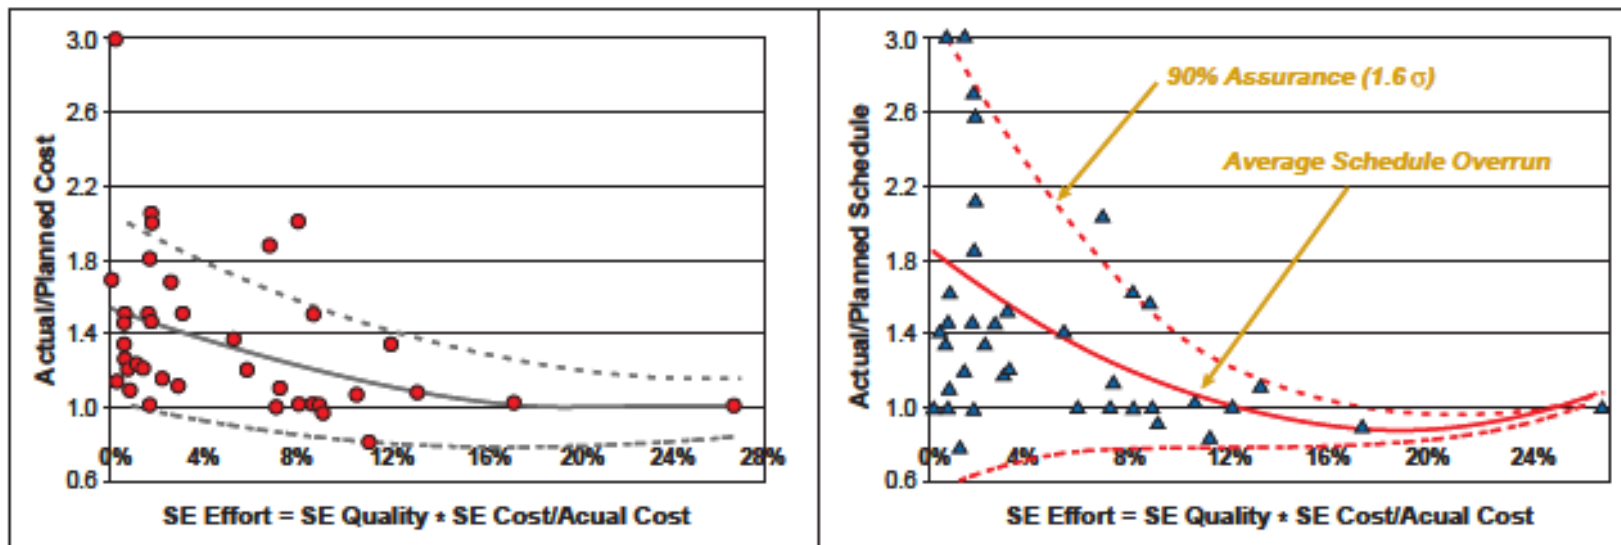 3.0
2.6
2.2
1.8
1.4
1.0
0.6
Actual/Planned Cost
0% 4% 8% 12% 16% 20% 24% 28%
SE Effort = SE Quality * SE Cost/Acual Cost
3.0
2.6
2.2
1.8
1.4
1.0
0.6
Actual/Planned Schedule
90% Assurance (1.6 σ)
Average Schedule Overrun
0% 4% 8% 12% 16% 20% 24%
SE Effort = SE Quality * SE Cost/Acual Cost